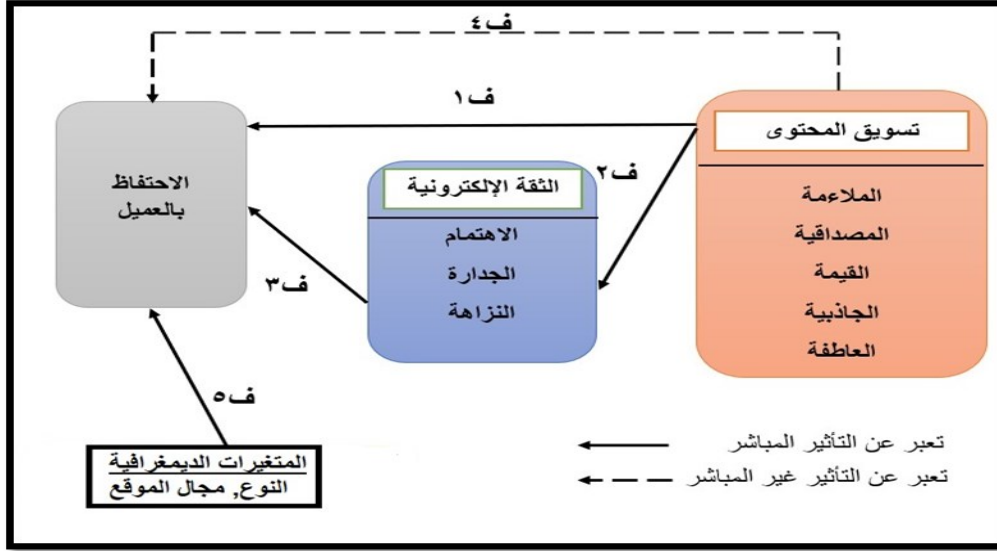 ف٤
ف١
تسويق المحتوى
الملاءمة
المصداقية
القيمة
الجاذبية
العاطفة
ف٢
الثقة الإلكترونية
الاهتمام
الجدارة
النزاهة
الاحتفاظ
بالعميل
ف٣
ف٥
المتغيرات الديمغرافية
النوع, مجال الموقع
تعبر عن التأثير المباشر
تعبر عن التأثير غير المباشر